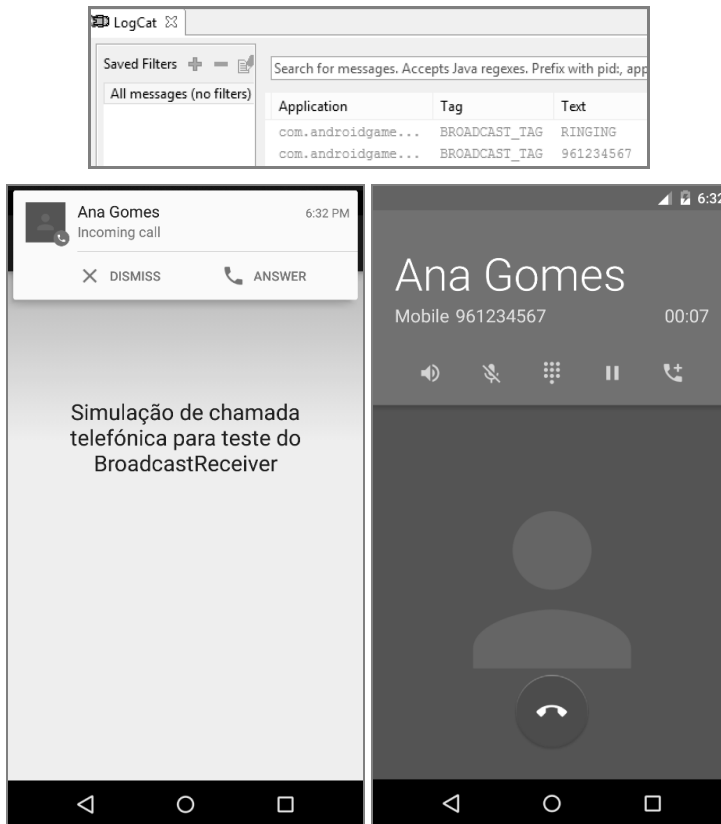 LogCat
Saved Filters
All messages (no filters)
Search for messages. Accepts Java regexes. Prefix with pid:, app
Application Tag Text
com.androidgame... BROADCAST_TAG RINGING
com.androidgame... BROADCAST_TAG 961234567
Ana Gomes 6:32 PM
Incoming call
DISMISS ANSWER
Simulação de chamada
telefónica para teste do
BroadcastReceiver
6:32
Ana Gomes
Mobile 961234567 00:07